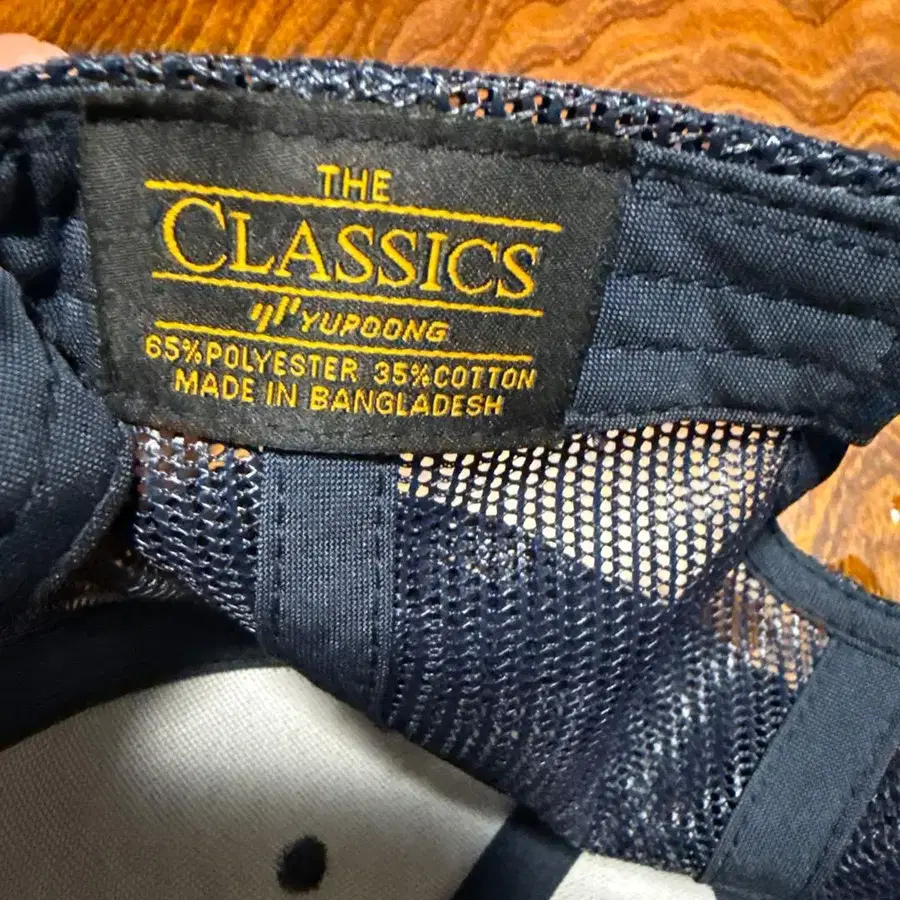 THE
CLASSICS
YUPOONG
65%POLYESTER 35%COTTON
MADE IN BANGLADESH